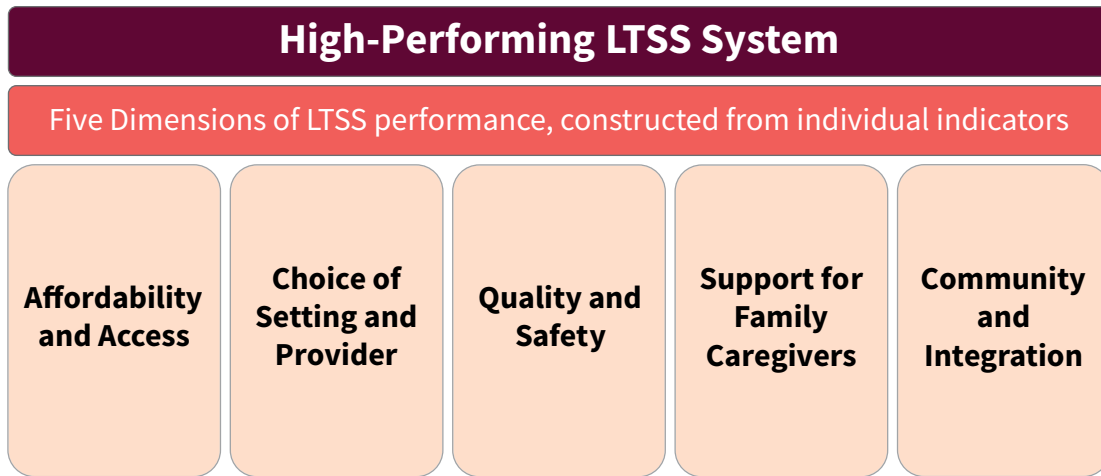 High-Performing LTSS System
Five Dimensions of LTSS performance, constructed from individual indicators
Affordability
and Access
Choice of
Setting and
Provider
Quality and
Safety
Support for
Family
Caregivers
Community
and
Integration